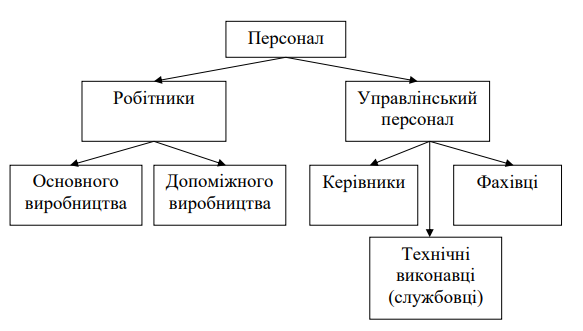 Персонал
Робітники
Управлінський
персонал
Основного
виробництва
Допоміжного
виробництва
Керівники
Фахівці
Технічні
виконавці
(службовці)